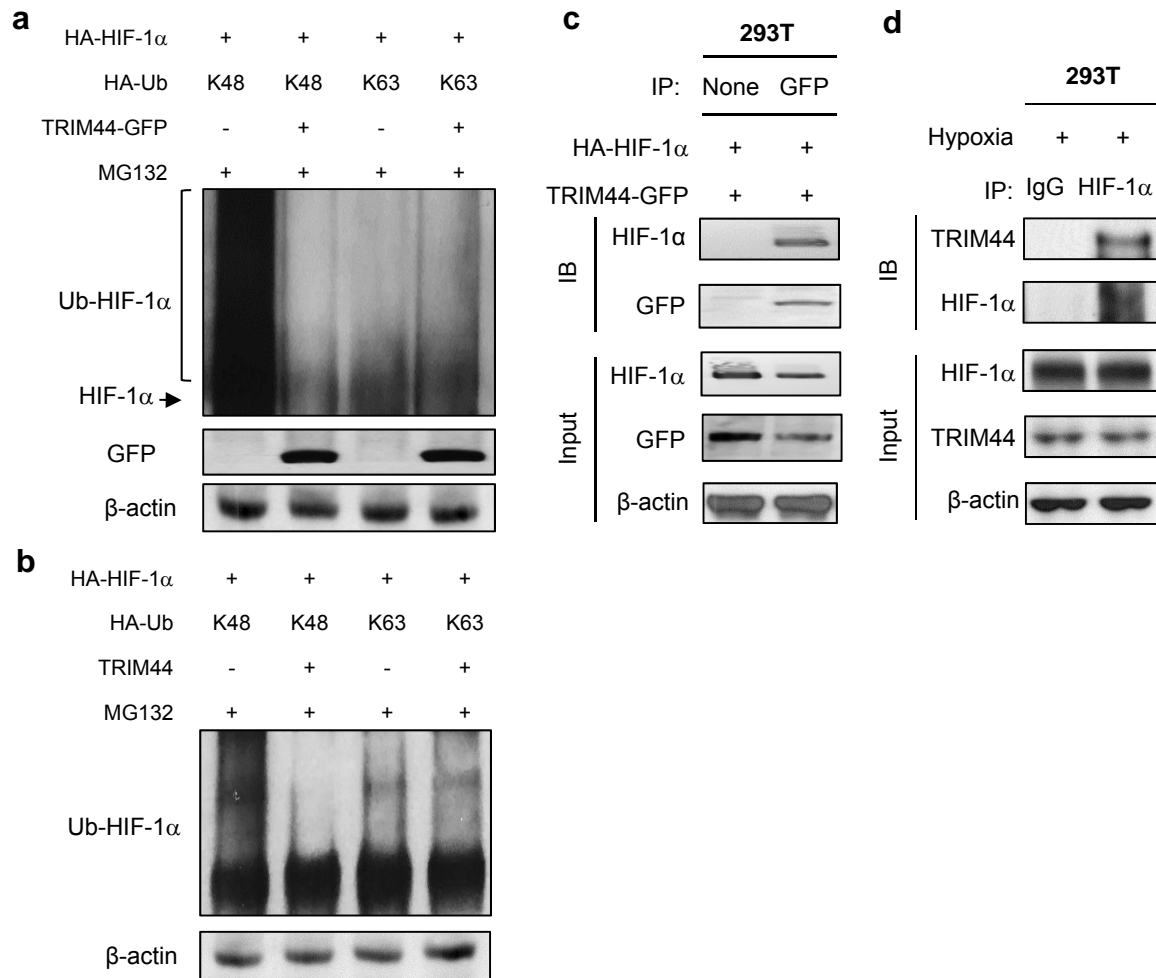 a
HA-HIF-1α + + + +
HA-Ub K48 K48 K63 K63
TRIM44-GFP - + - +
MG132 + + + +
Ub-HIF-1α
HIF-1α
GFP
β-actin
b
HA-HIF-1α + + + +
HA-Ub K48 K48 K63 K63
TRIM44 - + - +
MG132 + + + +
Ub-HIF-1α
β-actin
c
293T
IP: None GFP
HA-HIF-1α + +
TRIM44-GFP + +
IB
HIF-1α
GFP
Input
HIF-1α
GFP
β-actin
d
293T
Hypoxia + +
IP: IgG HIF-1α
IB
TRIM44
HIF-1α
Input
HIF-1α
TRIM44
β-actin